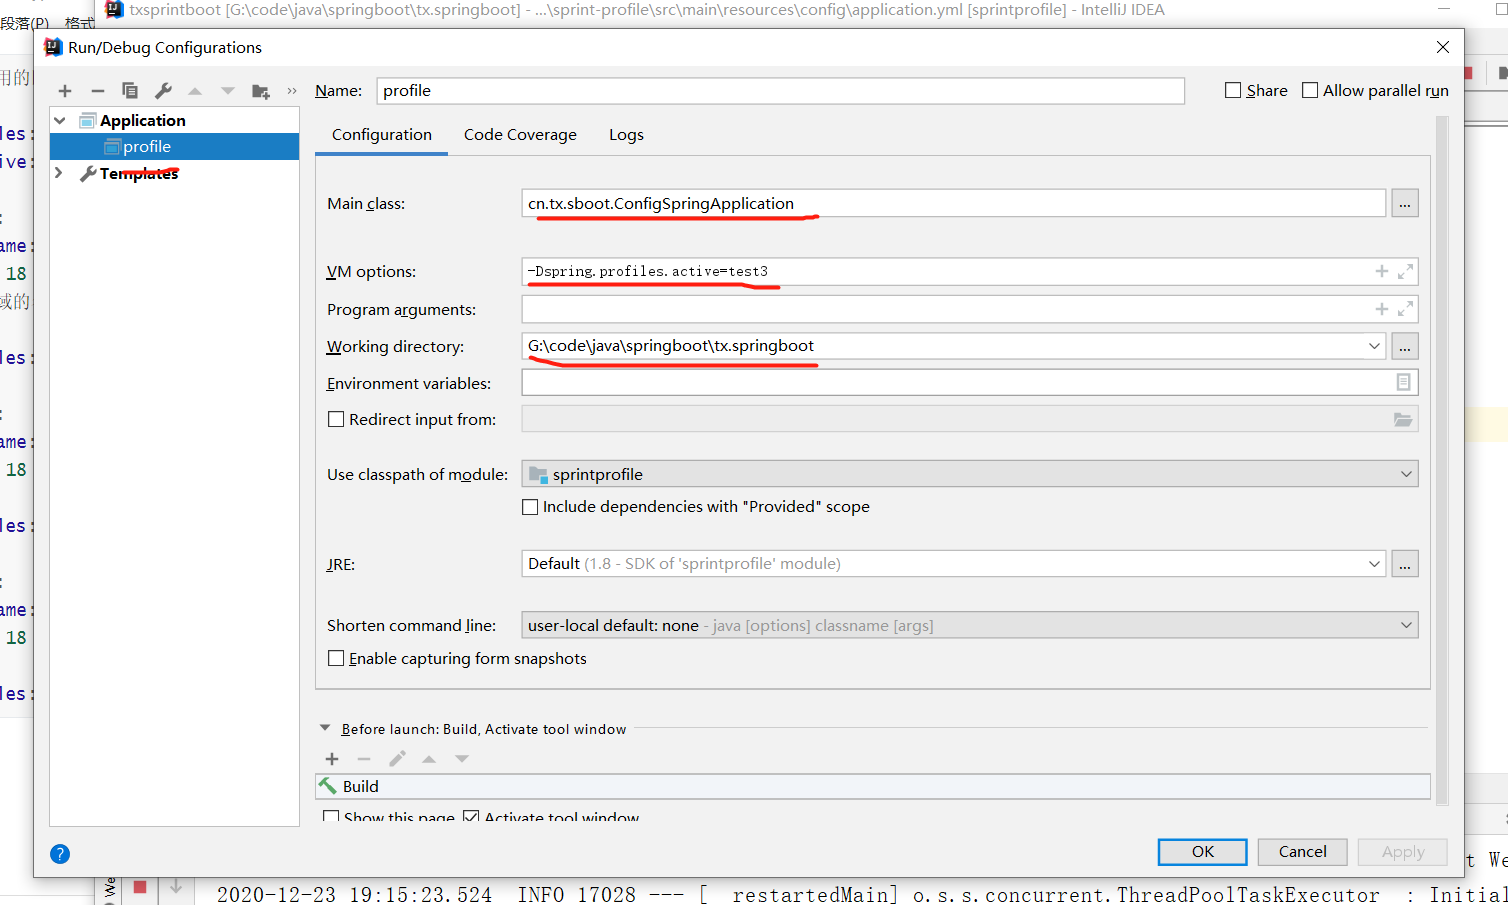 txsprintboot [G:\code\java\springboot\tx.springboot] - ...\sprint-profile\src\main\resources\config\application.yml [sprintprofile] - IntelliJ IDEA
段落(P) 格式
Run/Debug Configurations
用的
Name: profile
Share
Allow parallel run
Application
profile
Templates
Configuration Code Coverage Logs
les:
ive:
Main class: cn.tx.sboot.ConfigSpringApplication
:
ame:
18
域的
VM options: -Dspring.profiles.active=test3
Program arguments:
Working directory: G:\code\java\springboot\tx.springboot
les:
Environment variables:
:
Redirect input from:
ame:
18
Use classpath of module: sprintprofile
Include dependencies with "Provided" scope
les:
JRE: Default (1.8 - SDK of 'sprintprofile' module)
:
ame:
18
Shorten command line: user-local default: none - java [options] classname [args]
Enable capturing form snapshots
les:
Before launch: Build, Activate tool window
Build
Show this page Activate tool window
OK Cancel Apply
t We
We
2020-12-23 19:15:23.524 INFO 17028 --- [ restartedMain] o.s.s.concurrent.ThreadPoolTaskExecutor : Initial